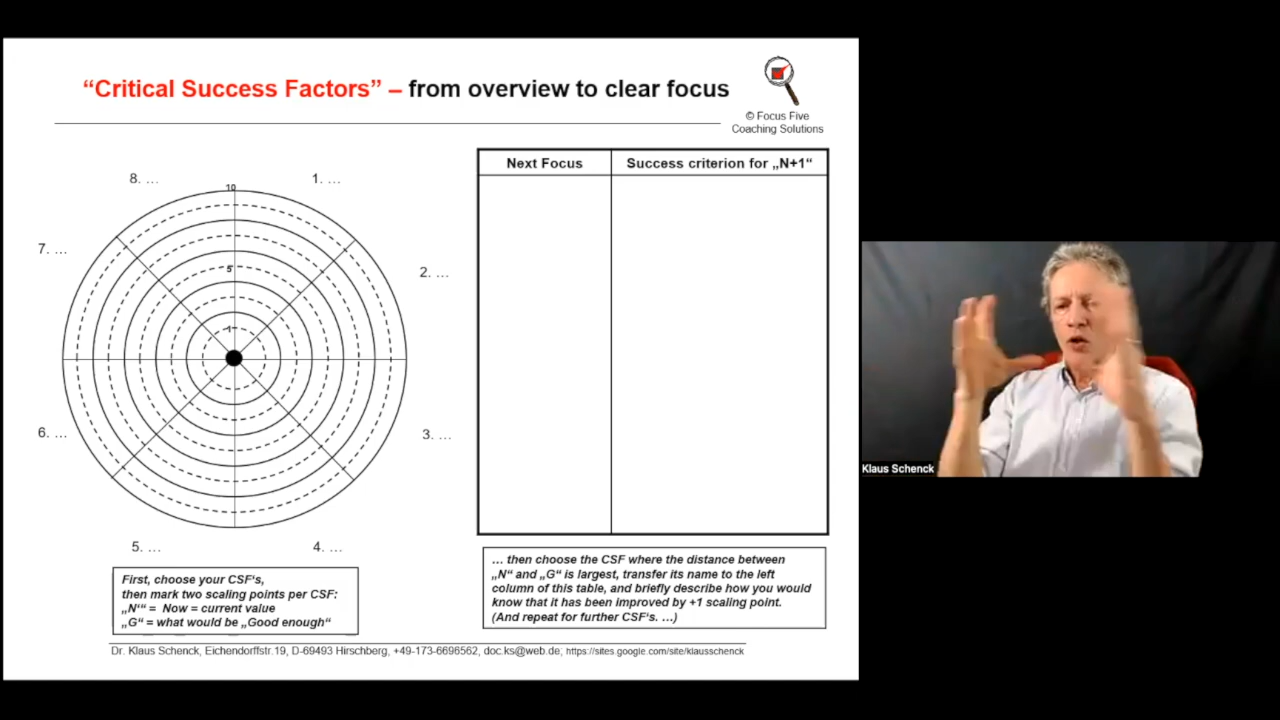 “Critical Success Factors” – from overview to clear focus
© Focus Five
Coaching Solutions
8. ...
1. ...
10
7. ...
2. ...
5
1
6. ...
3. ...
5. ...
4. ...
First, choose your CSF‘s,
then mark two scaling points per CSF:
„N‘“ = Now = current value
„G“ = what would be „Good enough“
Next Focus
Success criterion for „N+1“
... then choose the CSF where the distance between
„N“ and „G“ is largest, transfer its name to the left
column of this table, and briefly describe how you would
know that it has been improved by +1 scaling point.
(And repeat for further CSF‘s. ...)
Dr. Klaus Schenck, Eichendorffstr.19, D-69493 Hirschberg, +49-173-6696562, doc.ks@web.de; https://sites.google.com/site/klausschenck
Klaus Schenck